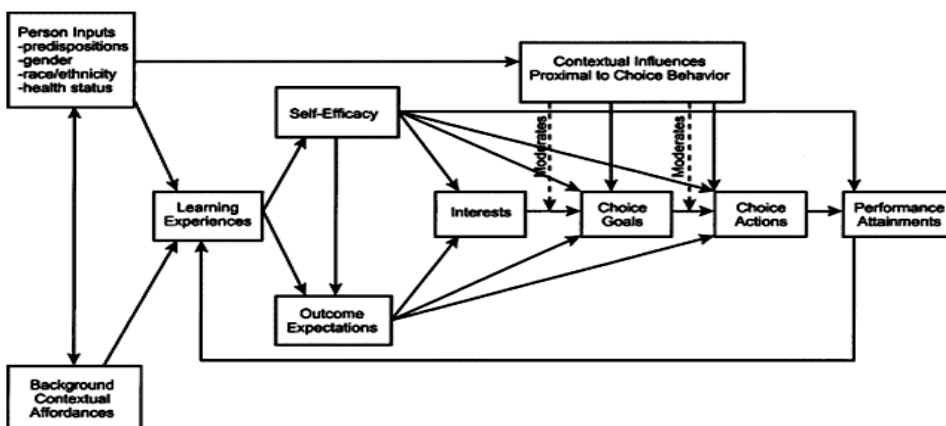 Person Inputs
-predispositions
-gender
-race/ethnicity
-health status
Contextual Influences
Proximal to Choice Behavior
Self-Efficacy
Moderates
Moderates
Learning
Experiences
Interests
Choice
Goals
Choice
Actions
Performance
Attainments
Outcome
Expectations
Background
Contextual
Affordances